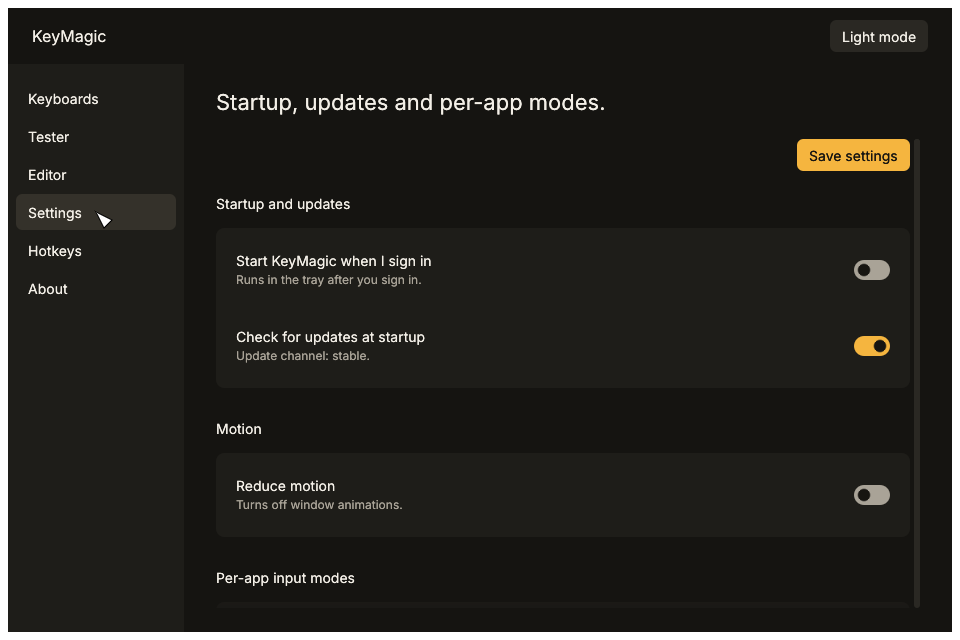 KeyMagic
Light mode
Keyboards
Tester
Editor
Settings
Hotkeys
About
Startup, updates and per-app modes.
Save settings
Startup and updates
Start KeyMagic when I sign in
Runs in the tray after you sign in.
Check for updates at startup
Update channel: stable.
Motion
Reduce motion
Turns off window animations.
Per-app input modes